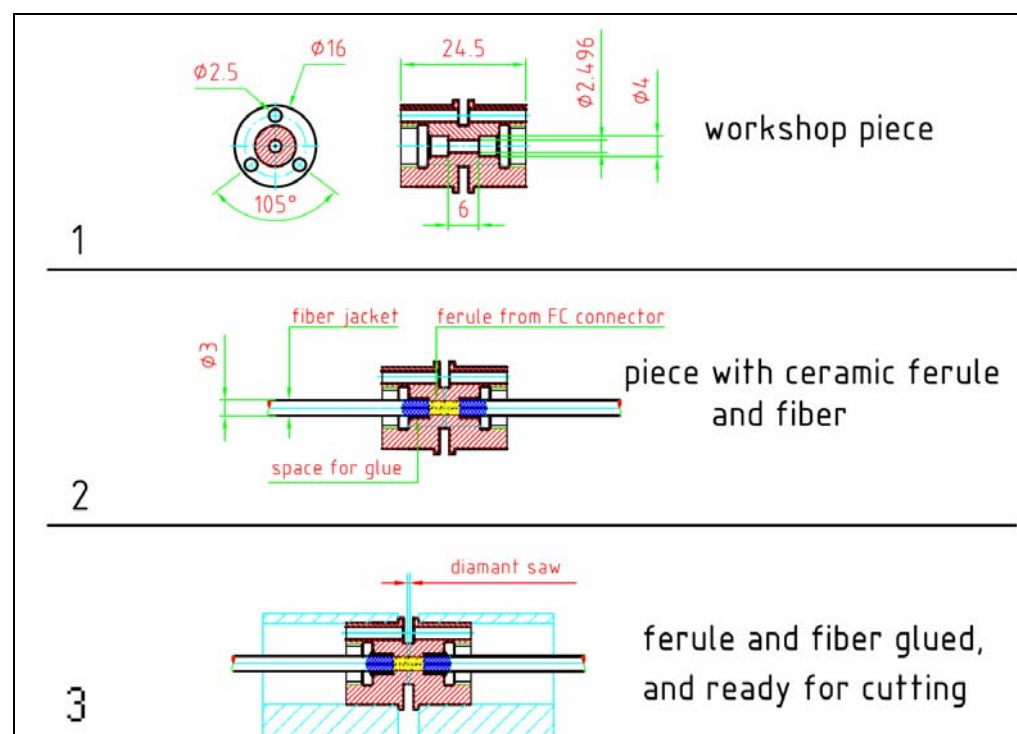 Ø16
Ø2.5
105°
24.5
Ø2.496
Ø4
6
workshop piece
1
fiber jacket
ferule from FC connector
Ø3
space for glue
piece with ceramic ferule
and fiber
2
diamant saw
ferule and fiber glued,
and ready for cutting
3